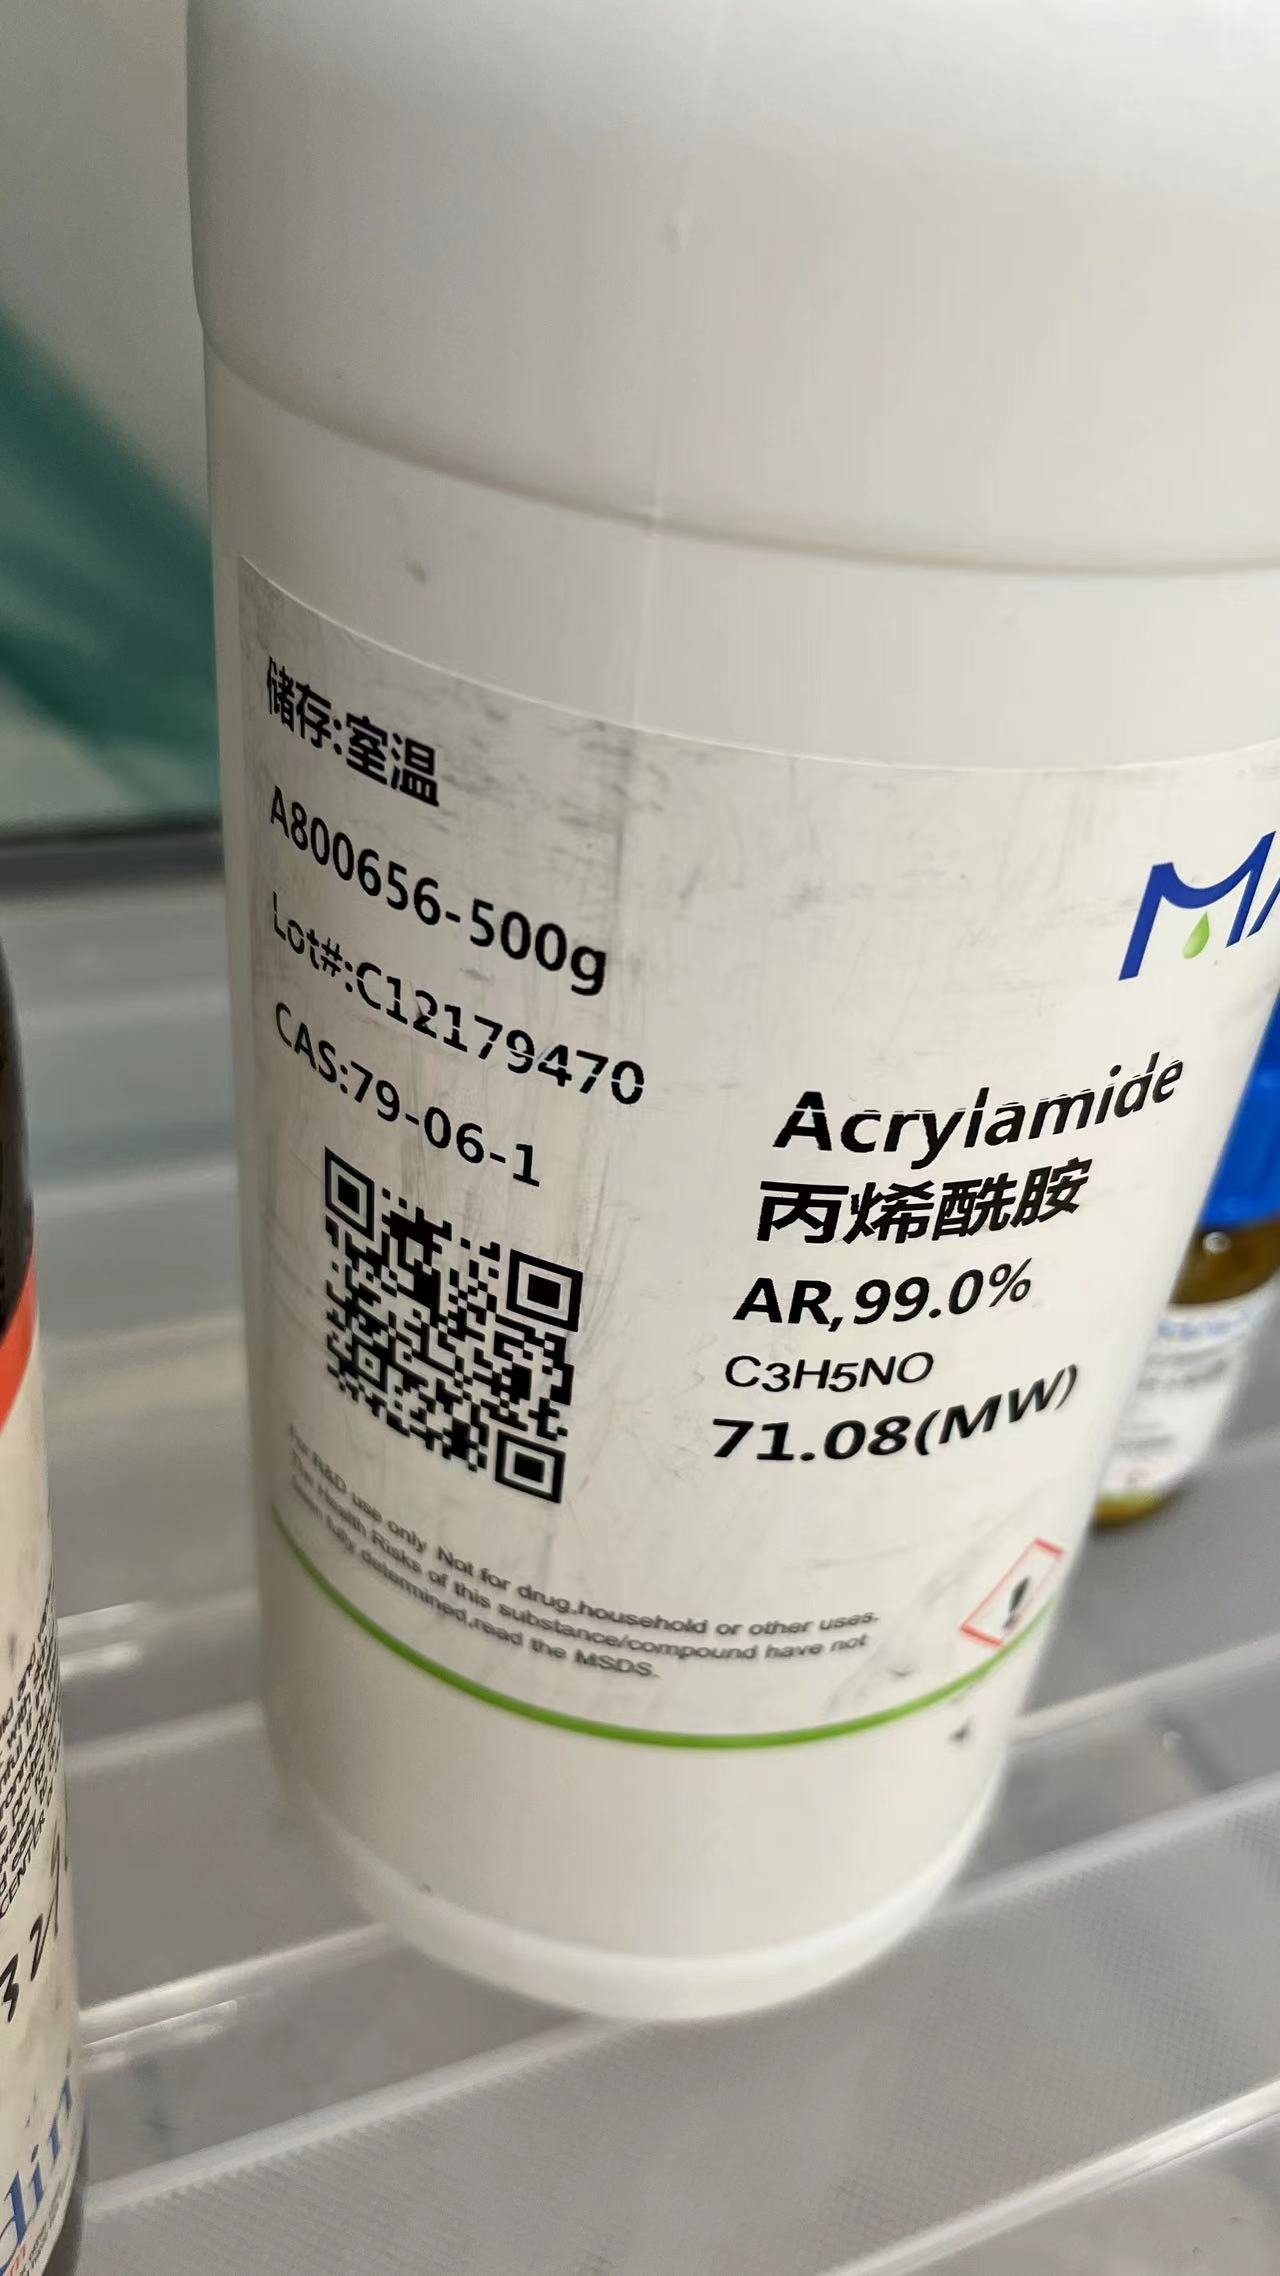 储存:室温
A800656-500g
Lot#:C12179470
CAS:79-06-1
MA
Acrylamide
丙烯酰胺
AR,99.0%
C3H5NO
71.08(MW)
For R&D use only Not for drug,household or other uses.
The Health Risks of this substance/compound have not
been fully determined,read the MSDS.